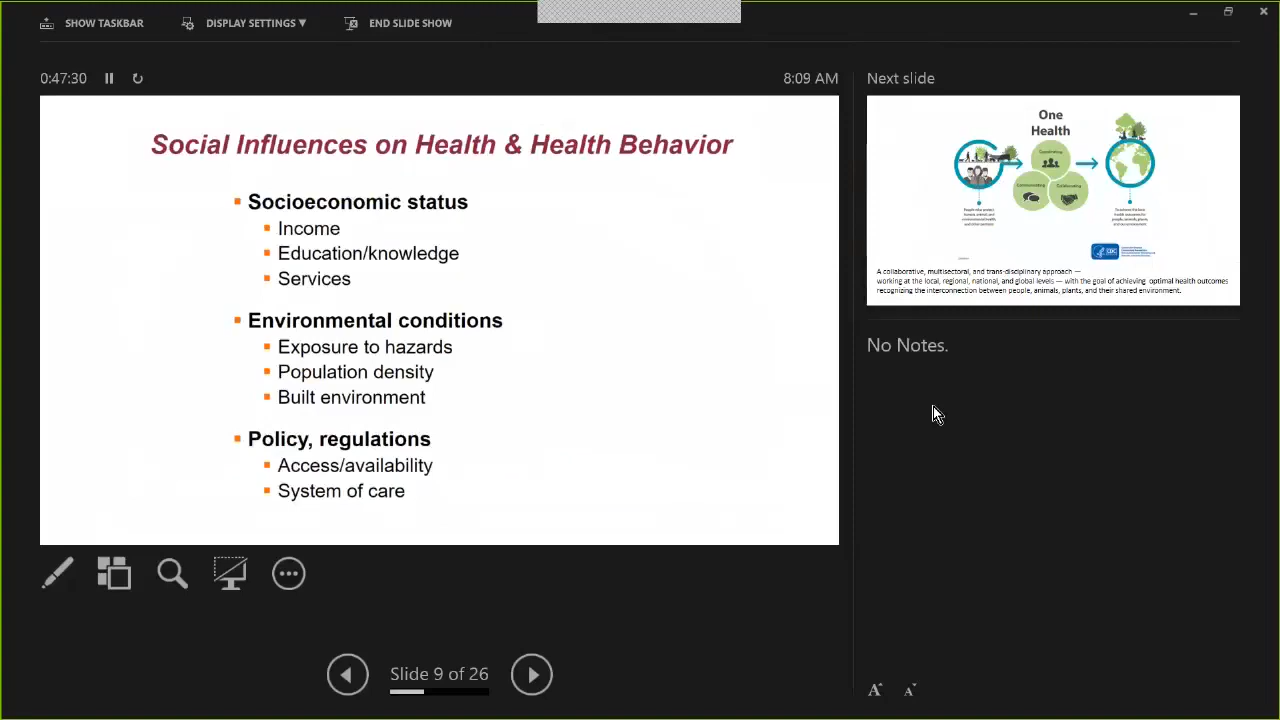 SHOW TASKBAR
DISPLAY SETTINGS ▼
END SLIDE SHOW
0:47:30
8:09 AM
Next slide
Social Influences on Health & Health Behavior
Socioeconomic status
Income
Education/knowledge
Services
Environmental conditions
Exposure to hazards
Population density
Built environment
Policy, regulations
Access/availability
System of care
One
Health
CDC
A collaborative, multisectoral, and trans-disciplinary approach —
working at the local, regional, national, and global levels — with the goal of achieving optimal health outcomes
recognizing the interconnection between people, animals, plants, and their shared environment.
No Notes.
Slide 9 of 26
A A